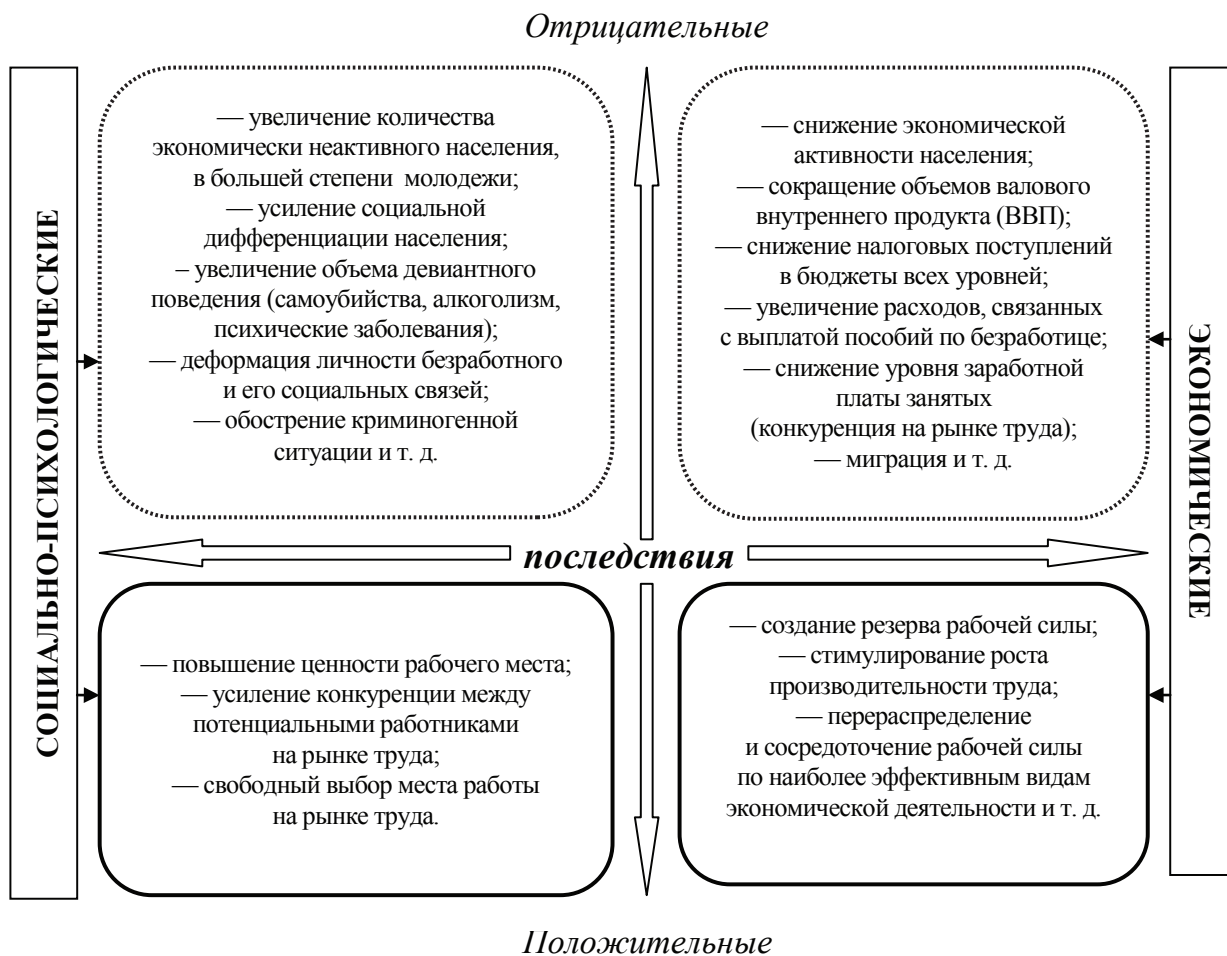 Отрицательные
СОЦИАЛЬНО-ПСИХОЛОГИЧЕСКИЕ
— увеличение количества
экономически неактивного населения,
в большей степени молодежи;
— усиление социальной
дифференциации населения;
– увеличение объема девиантного
поведения (самоубийства, алкоголизм,
психические заболевания);
— деформация личности безработного
и его социальных связей;
— обострение криминогенной
ситуации и т. д.
— снижение экономической
активности населения;
— сокращение объемов валового
внутреннего продукта (ВВП);
— снижение налоговых поступлений
в бюджеты всех уровней;
— увеличение расходов, связанных
с выплатой пособий по безработице;
— снижение уровня заработной
платы занятых
(конкуренция на рынке труда);
— миграция и т. д.
ЭКОНОМИЧЕСКИЕ
последствия
— повышение ценности рабочего места;
— усиление конкуренции между
потенциальными работниками
на рынке труда;
— свободный выбор места работы
на рынке труда.
— создание резерва рабочей силы;
— стимулирование роста
производительности труда;
— перераспределение
и сосредоточение рабочей силы
по наиболее эффективным видам
экономической деятельности и т. д.
Положительные